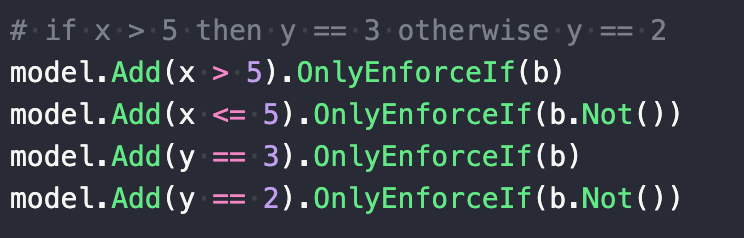 # if x > 5 then y == 3 otherwise y == 2
model.Add(x > 5).OnlyEnforceIf(b)
model.Add(x <= 5).OnlyEnforceIf(b.Not())
model.Add(y == 3).OnlyEnforceIf(b)
model.Add(y == 2).OnlyEnforceIf(b.Not())